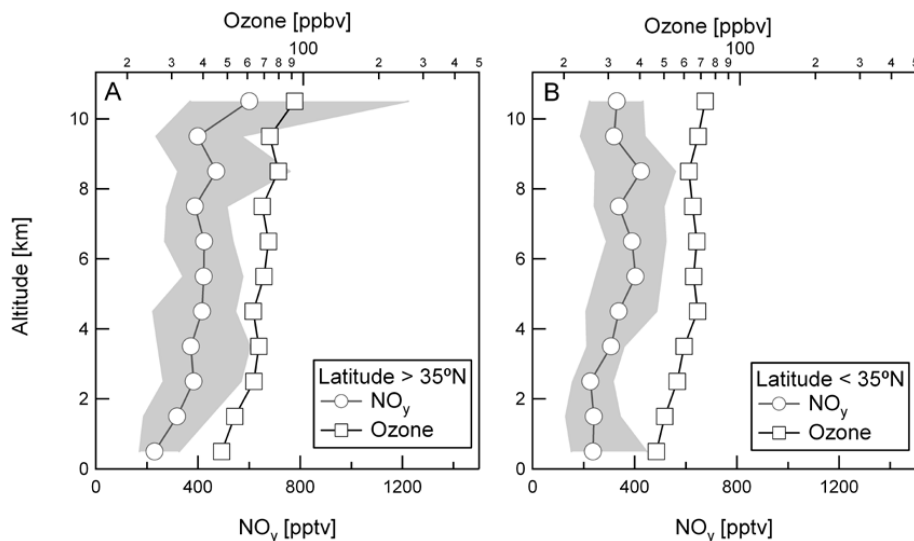 Ozone [ppbv]
100
2 3 4 5 6 7 8 9 2 3 4 5
A
Altitude [km]
10
8
6
4
2
0
Latitude > 35ºN
NOy
Ozone
0 400 800 1200
NOy [pptv]
Ozone [ppbv]
100
2 3 4 5 6 7 8 9 2 3 4 5
B
10
8
6
4
2
0
Latitude < 35ºN
NOy
Ozone
0 400 800 1200
NOy [pptv]